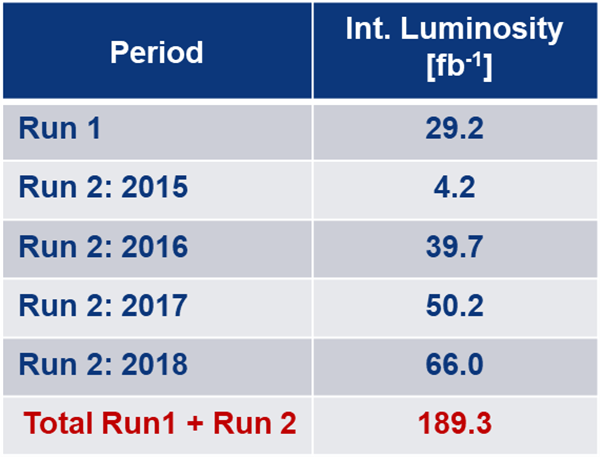 Period
Int. Luminosity
[fb⁻¹]
Run 1
29.2
Run 2: 2015
4.2
Run 2: 2016
39.7
Run 2: 2017
50.2
Run 2: 2018
66.0
Total Run1 + Run 2
189.3